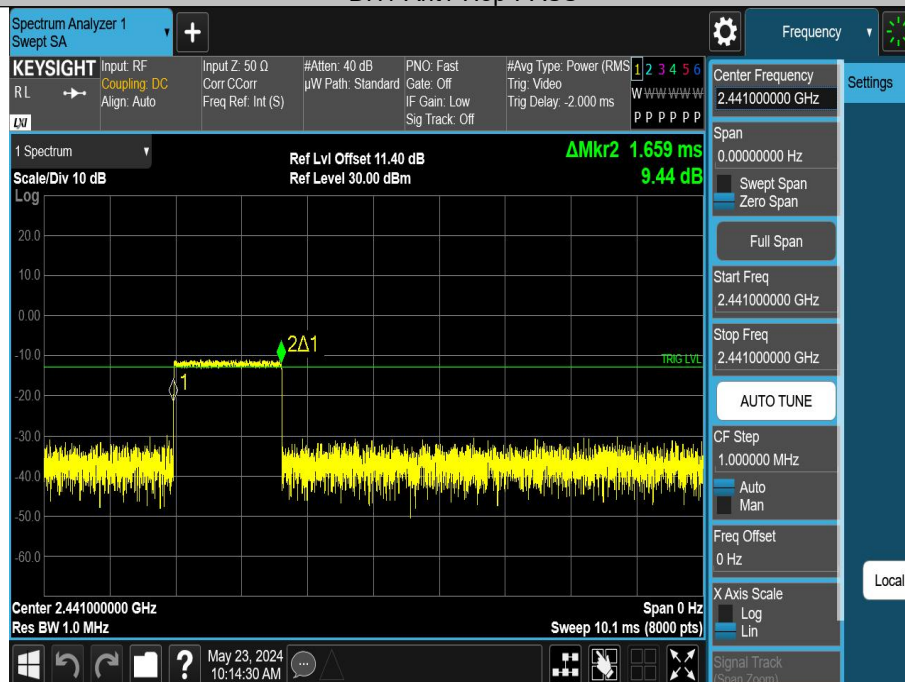 Spectrum Analyzer 1
Swept SA
+
Frequency
KEYSIGHT
RL
LXI
Input: RF
Coupling: DC
Align: Auto
Input Z: 50 Ω
Corr CCorr
Freq Ref: Int (S)
#Atten: 40 dB
µW Path: Standard
PNO: Fast
Gate: Off
IF Gain: Low
Sig Track: Off
#Avg Type: Power (RMS
Trig: Video
Trig Delay: -2.000 ms
1 2 3 4 5 6
W W W W W W
P P P P P P
1 Spectrum
Scale/Div 10 dB
Log
Ref Lvl Offset 11.40 dB
Ref Level 30.00 dBm
ΔMkr2 1.659 ms
9.44 dB
20.0
10.0
0.00
-10.0
-20.0
-30.0
-40.0
-50.0
-60.0
2Δ1
1
TRIG LVL
Center 2.441000000 GHz
Res BW 1.0 MHz
Span 0 Hz
Sweep 10.1 ms (8000 pts)
May 23, 2024
10:14:30 AM
?
Center Frequency
2.441000000 GHz
Span
0.00000000 Hz
Swept Span
Zero Span
Full Span
Start Freq
2.441000000 GHz
Stop Freq
2.441000000 GHz
AUTO TUNE
CF Step
1.000000 MHz
Auto
Man
Freq Offset
0 Hz
X Axis Scale
Log
Lin
Signal Track
(Span Zoom)
Settings
Local